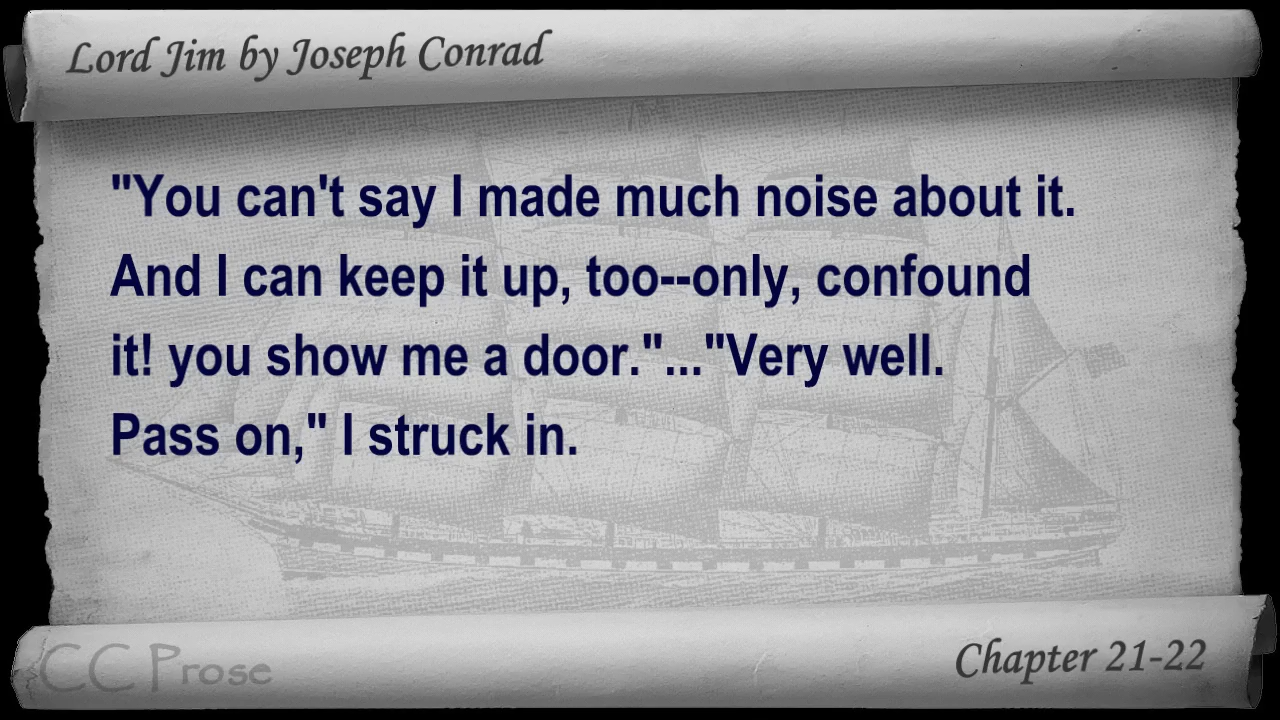 Lord Jim by Joseph Conrad
"You can't say I made much noise about it.
And I can keep it up, too--only, confound
it! you show me a door."..."Very well.
Pass on," I struck in.
CC Prose
Chapter 21-22